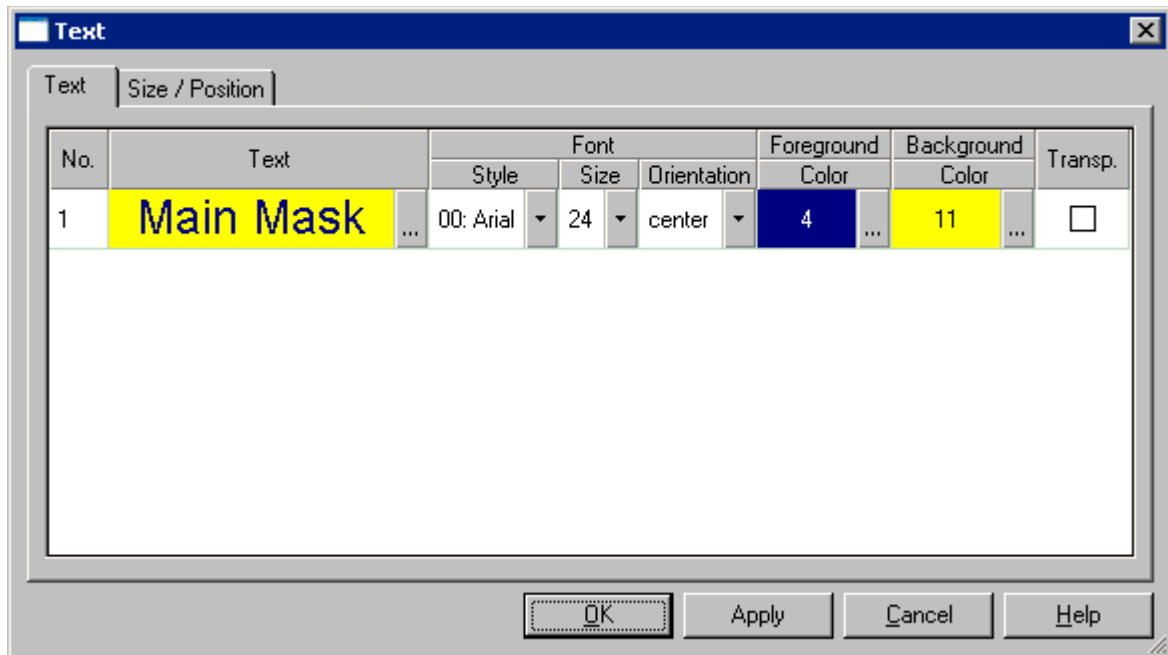 Text
Text Size / Position
No. Text Font Foreground Background Transp.
Style Size Orientation Color Color
1 Main Mask ... 00: Arial 24 center 4 ... 11 ...
OK Apply Cancel Help